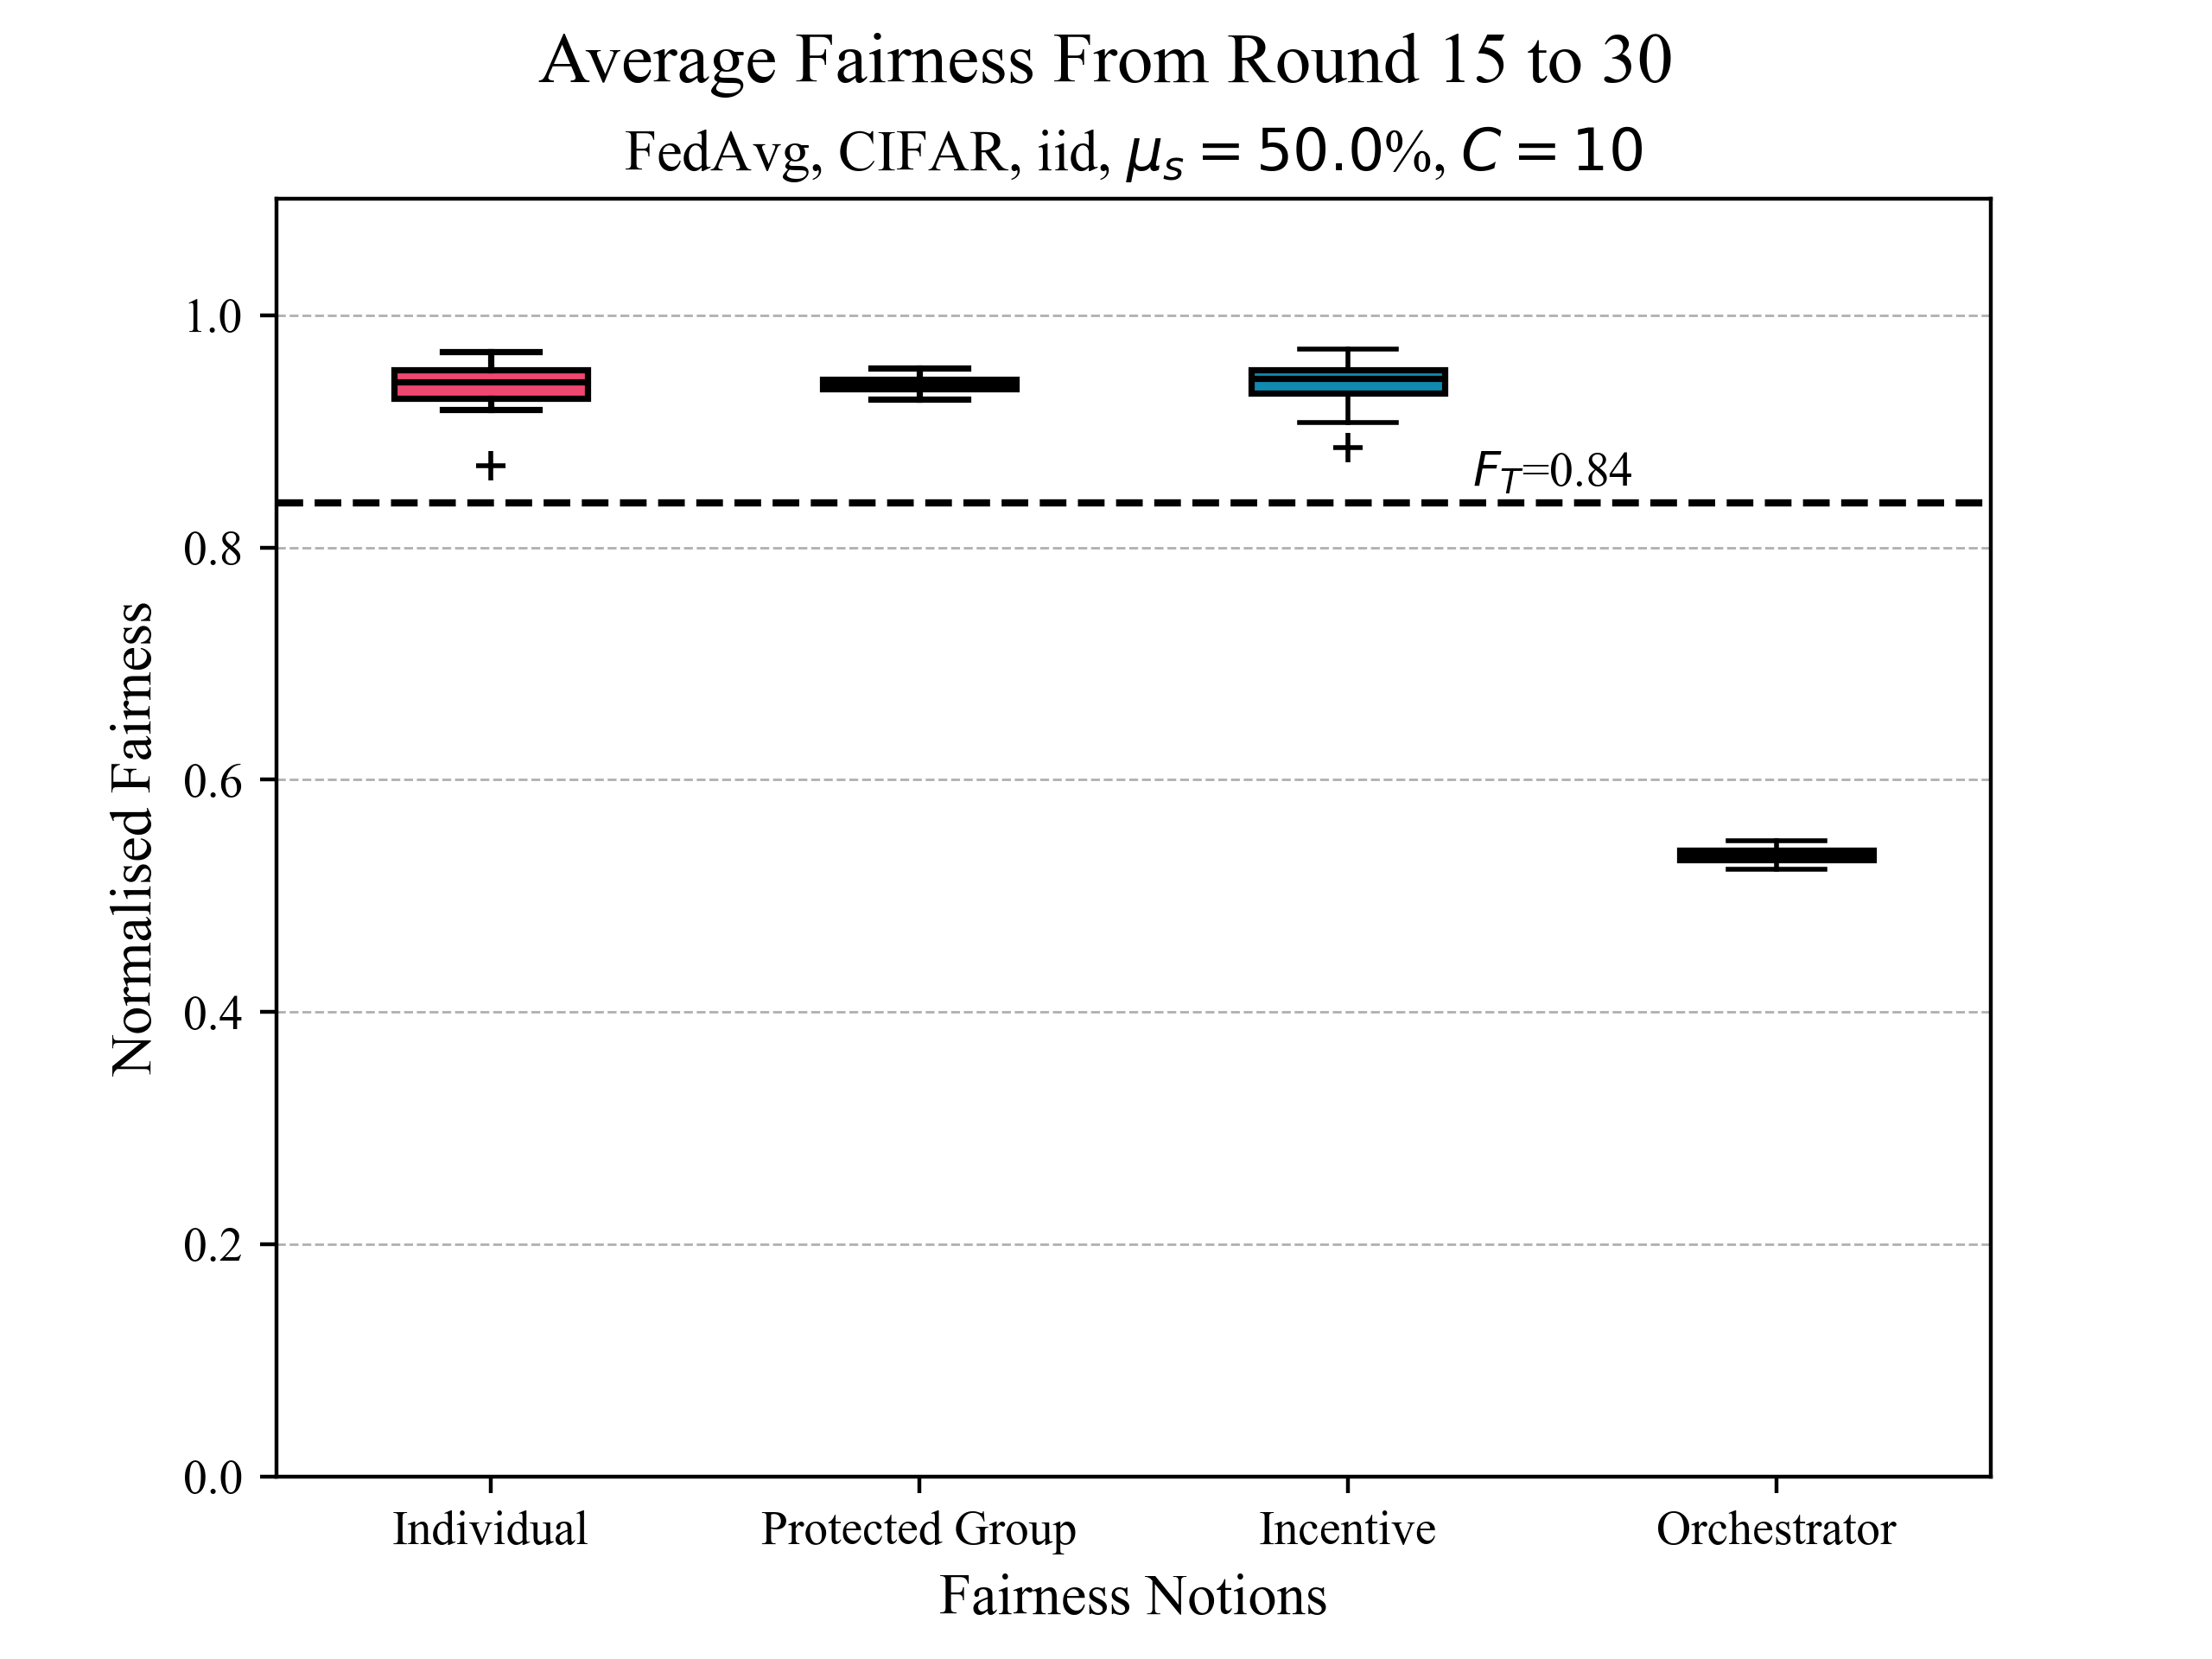 Average Fairness From Round 15 to 30
FedAvg, CIFAR, iid, μₛ = 50.0%, C = 10
1.0
F_T=0.84
0.8
0.6
0.4
0.2
0.0
Normalised Fairness
Individual Protected Group Incentive Orchestrator
Fairness Notions